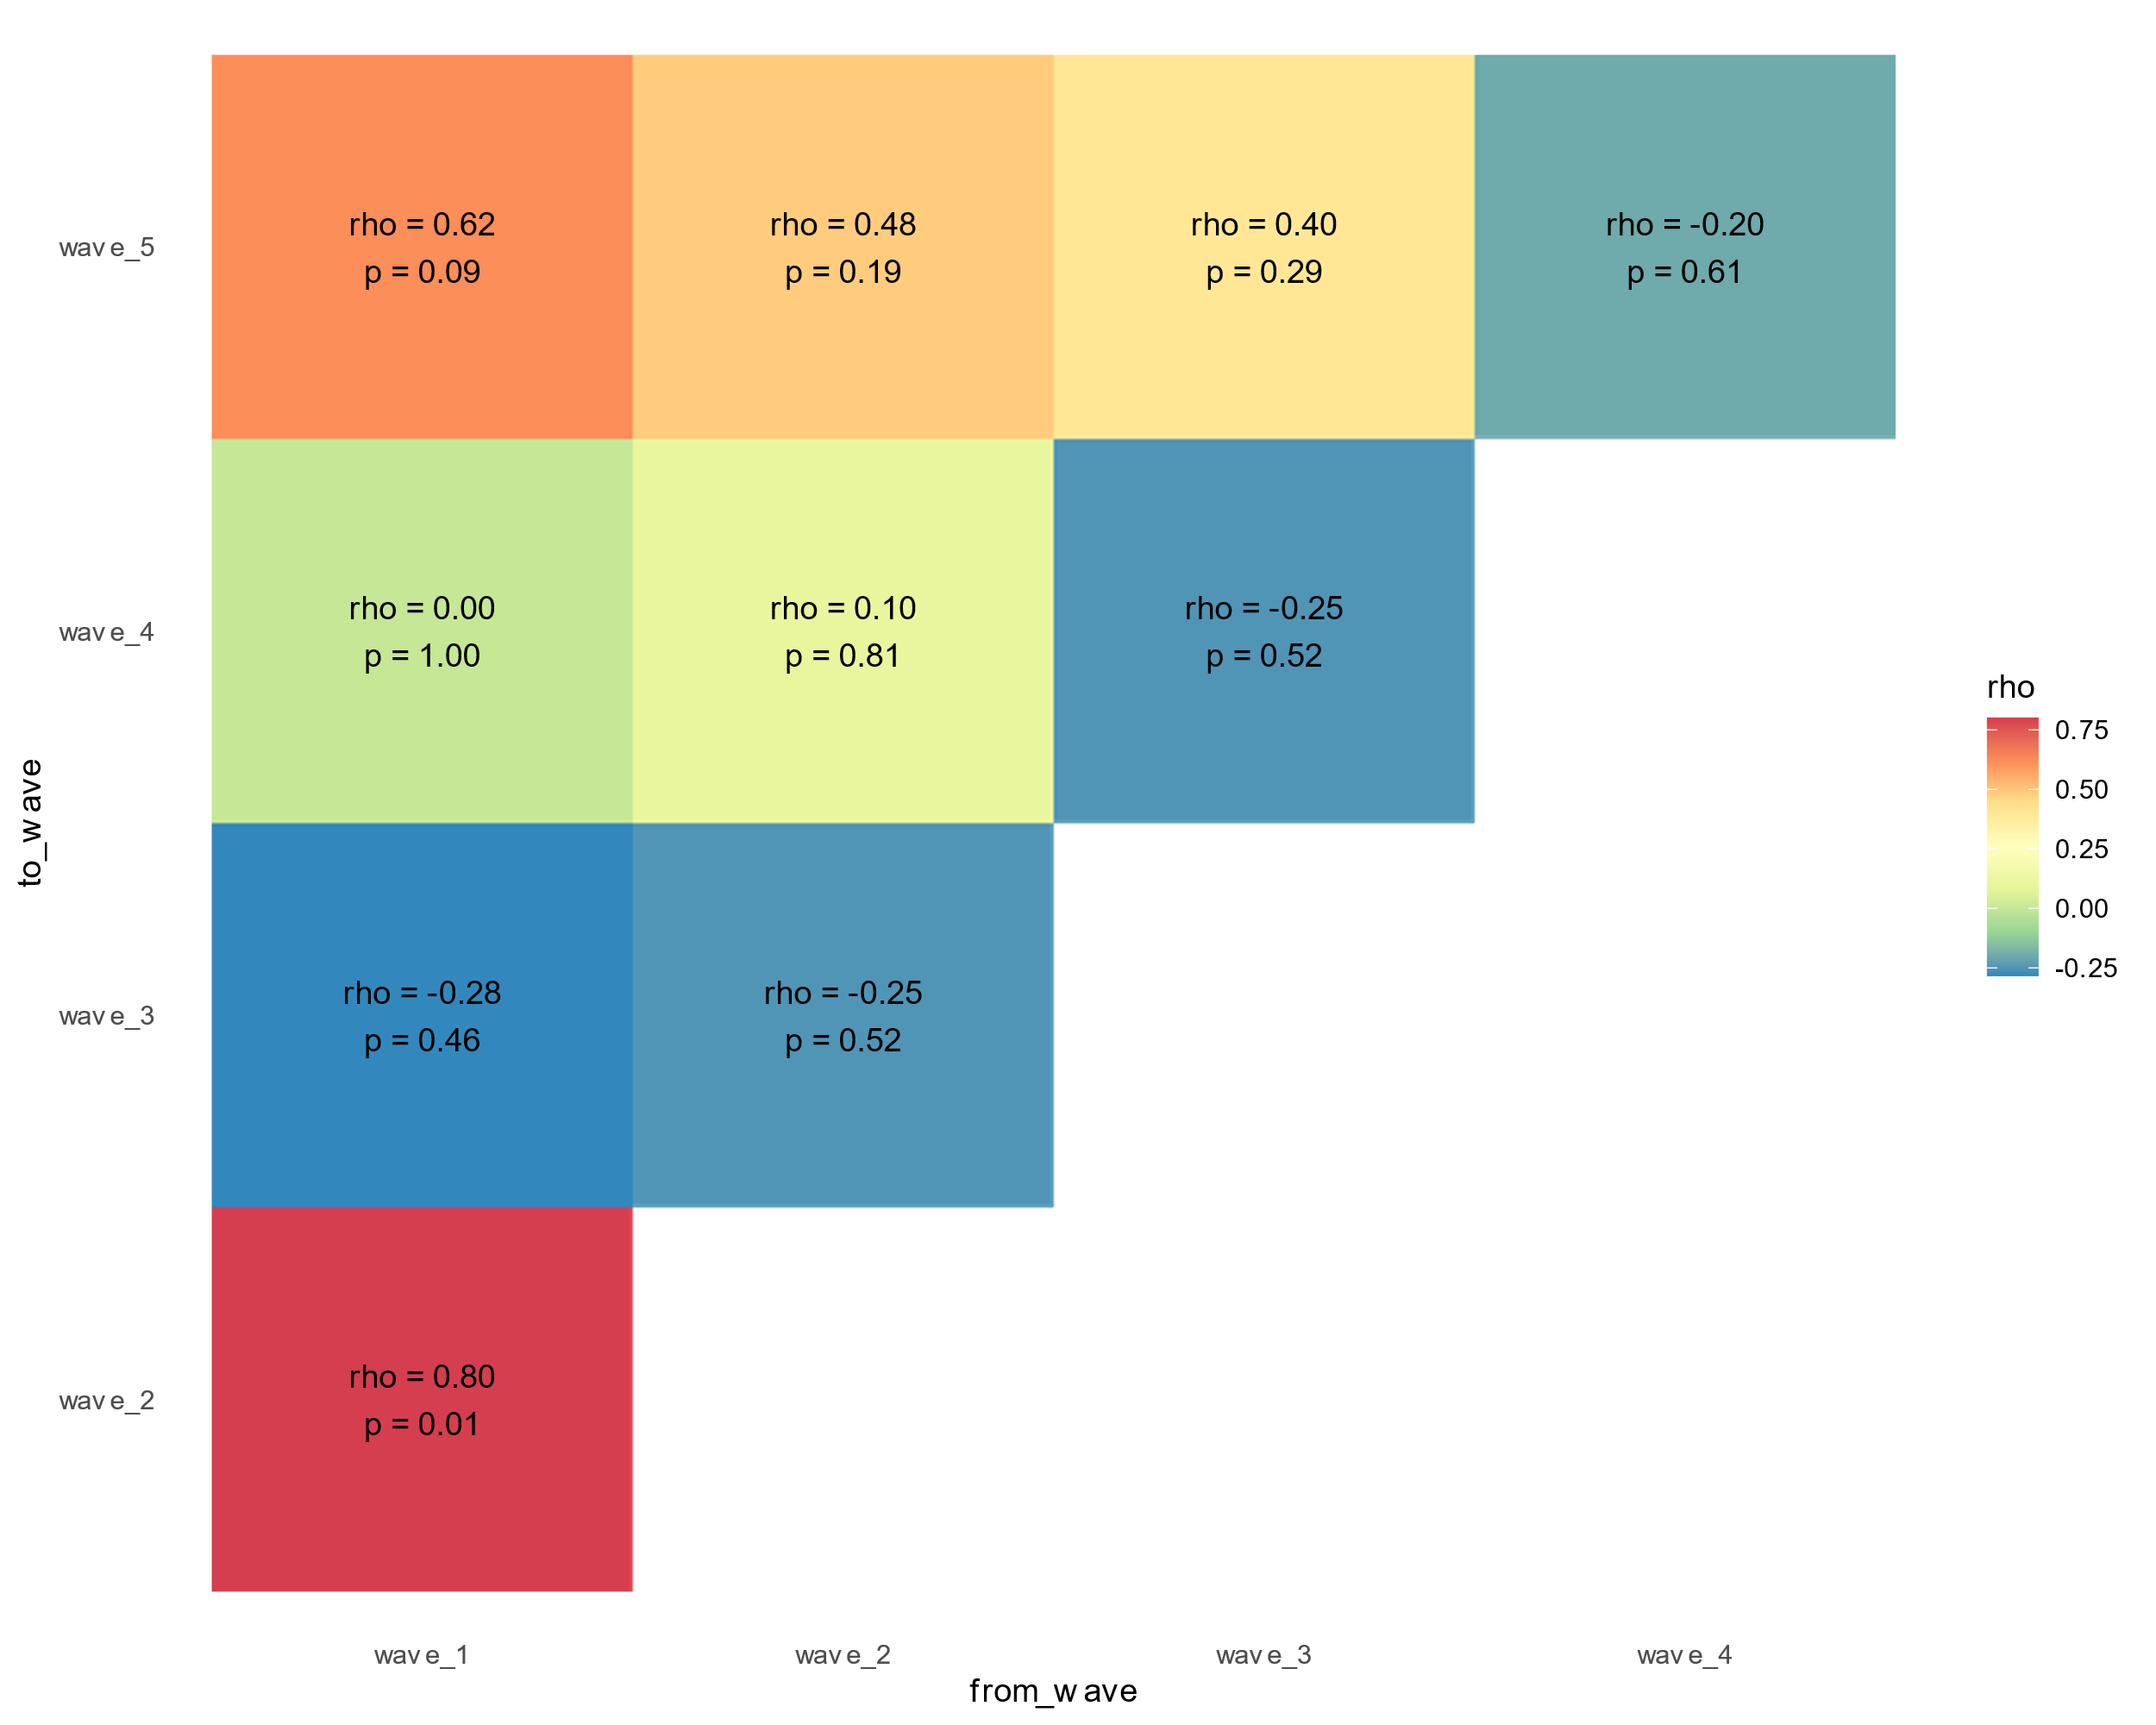 wave_5
rho = 0.62
p = 0.09
rho = 0.48
p = 0.19
rho = 0.40
p = 0.29
rho = -0.20
p = 0.61
wave_4
rho = 0.00
p = 1.00
rho = 0.10
p = 0.81
rho = -0.25
p = 0.52
wave_3
rho = -0.28
p = 0.46
rho = -0.25
p = 0.52
wave_2
rho = 0.80
p = 0.01
to_wave
wave_1
wave_2
wave_3
wave_4
from_wave
rho
0.75
0.50
0.25
0.00
-0.25